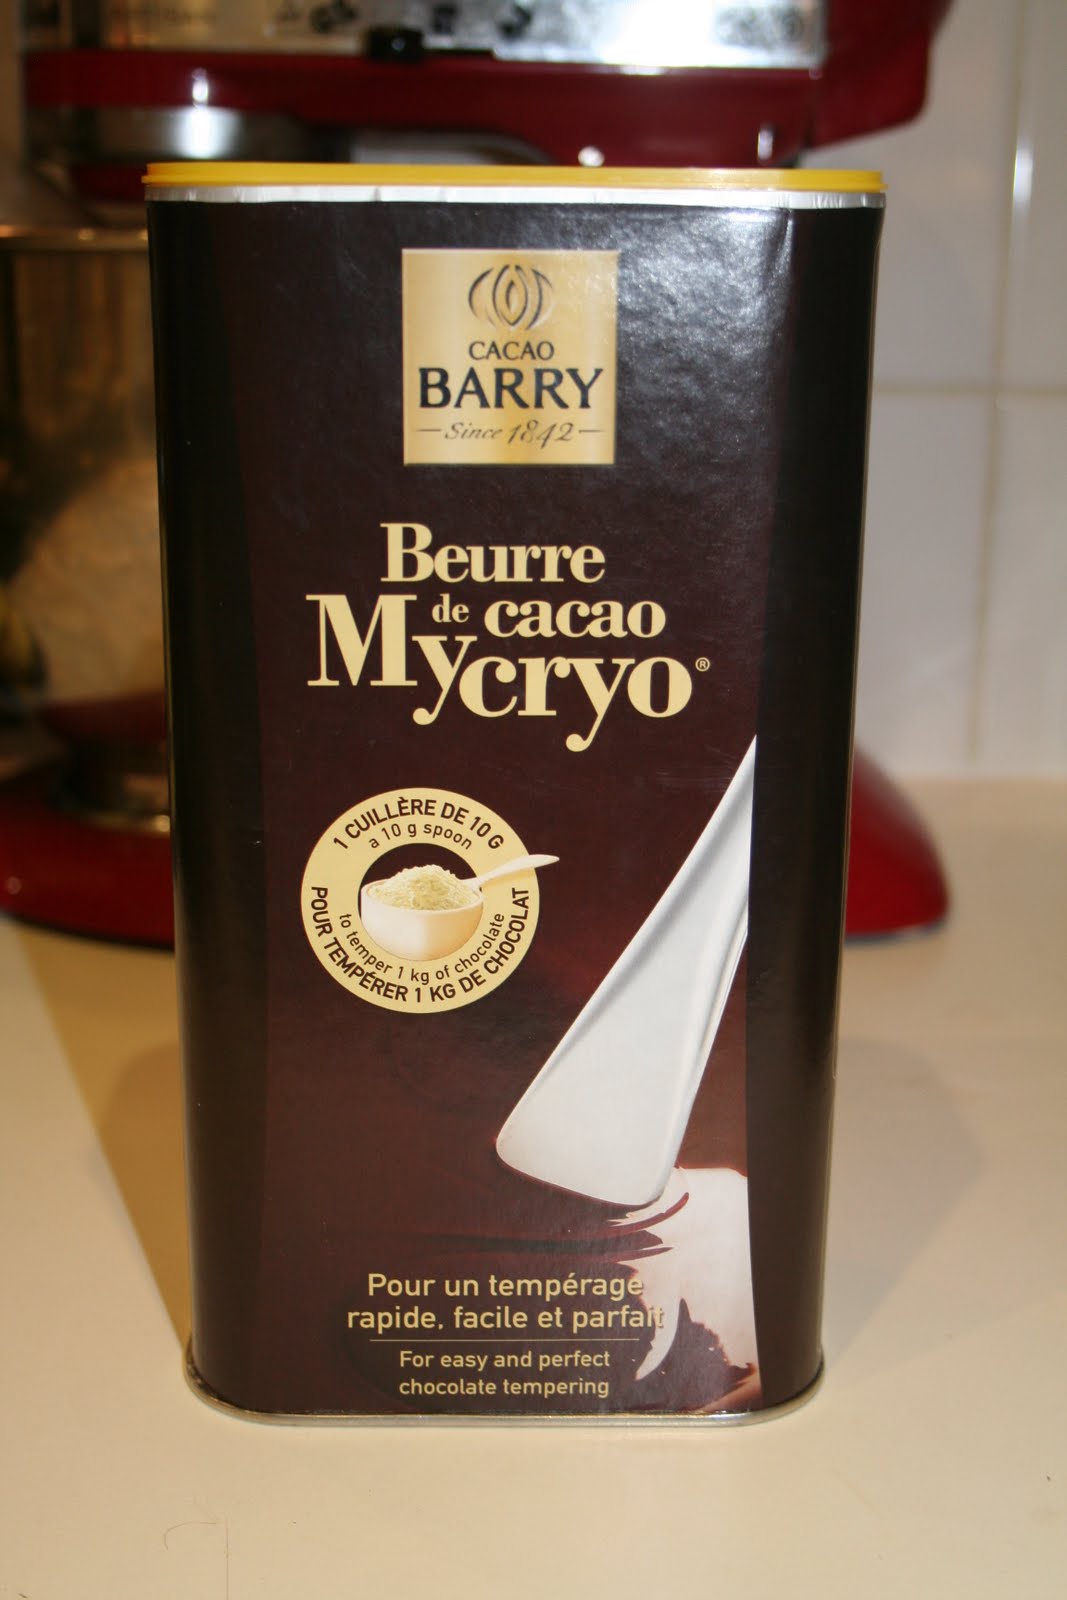 CACAO
BARRY
Since 1842
Beurre
de cacao
Mycryo®
1 CUILLÈRE DE 10 G
a 10 g spoon
to temper 1 kg of chocolate
POUR TEMPÉRER 1 KG DE CHOCOLAT
Pour un tempérage
rapide, facile et parfait
For easy and perfect
chocolate tempering